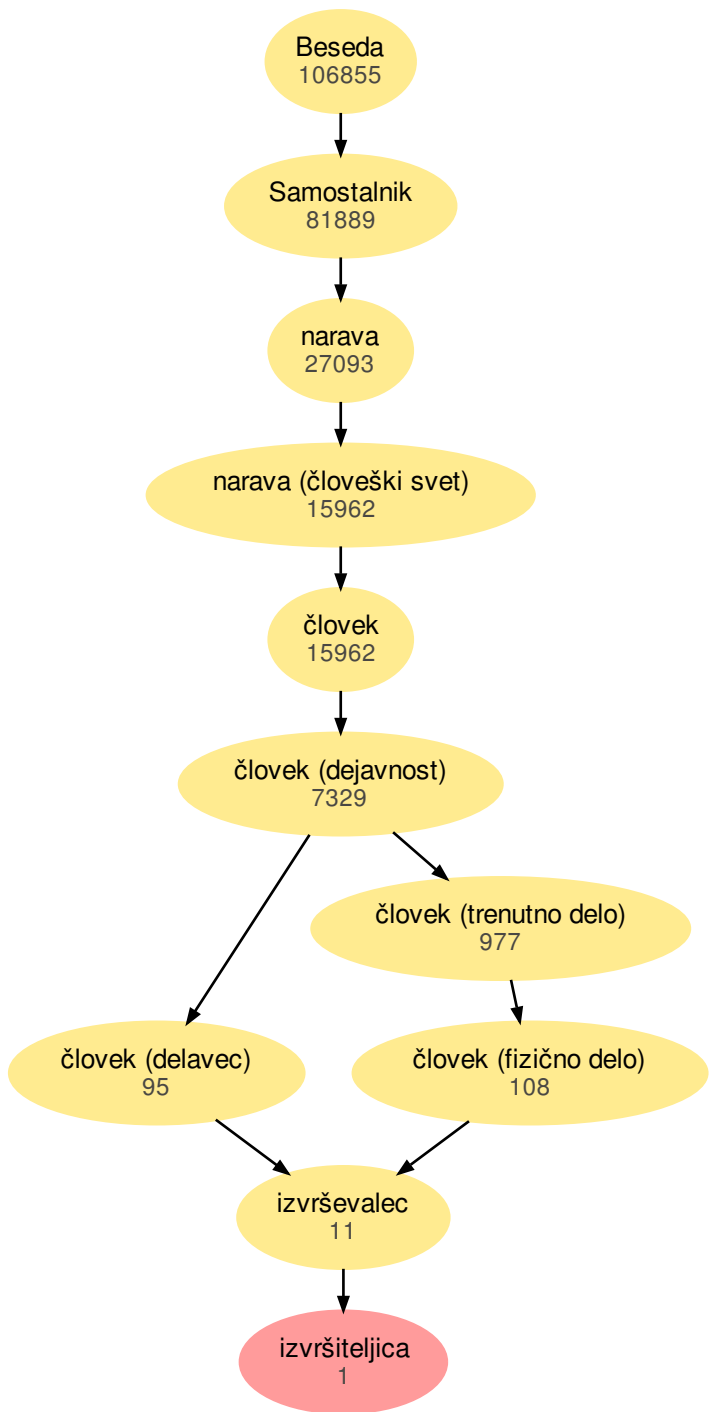 Beseda
106855
Samostalnik
81889
narava
27093
narava (človeški svet)
15962
človek
15962
človek (dejavnost)
7329
človek (trenutno delo)
977
človek (delavec)
95
človek (fizično delo)
108
izvrševalec
11
izvršiteljica
1